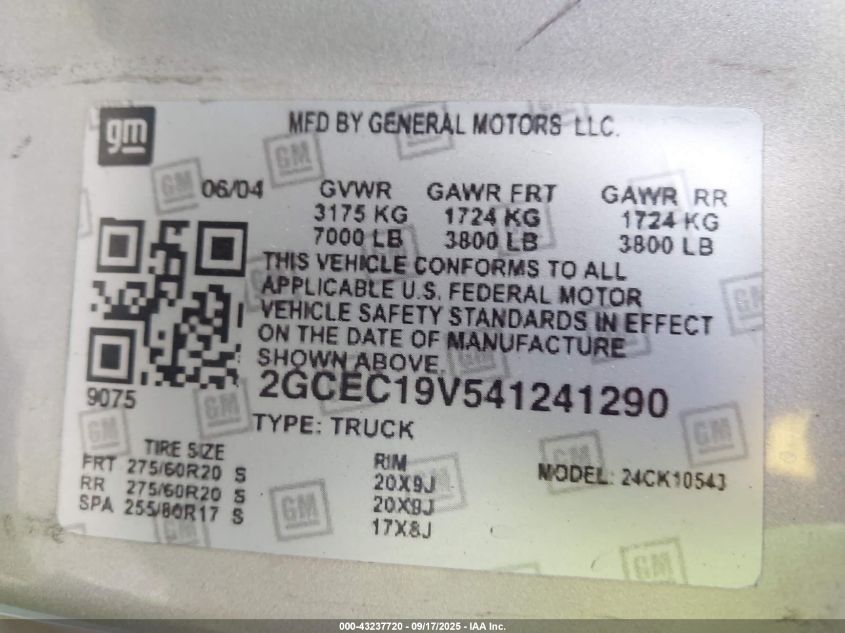 gm
MFD BY GENERAL MOTORS LLC.
06/04 GVWR GAWR FRT GAWR RR
3175 KG 1724 KG 1724 KG
7000 LB 3800 LB 3800 LB
THIS VEHICLE CONFORMS TO ALL
APPLICABLE U.S. FEDERAL MOTOR
VEHICLE SAFETY STANDARDS IN EFFECT
ON THE DATE OF MANUFACTURE
SHOWN ABOVE.
9075 2GCEC19V541241290
TYPE: TRUCK
TIRE SIZE RIM MODEL: 24CK10543
FRT 275/60R20 S 20X9J
RR 275/60R20 S 20X9J
SPA 255/80R17 S 17X8J
000-43237720 - 09/17/2025 - IAA Inc.